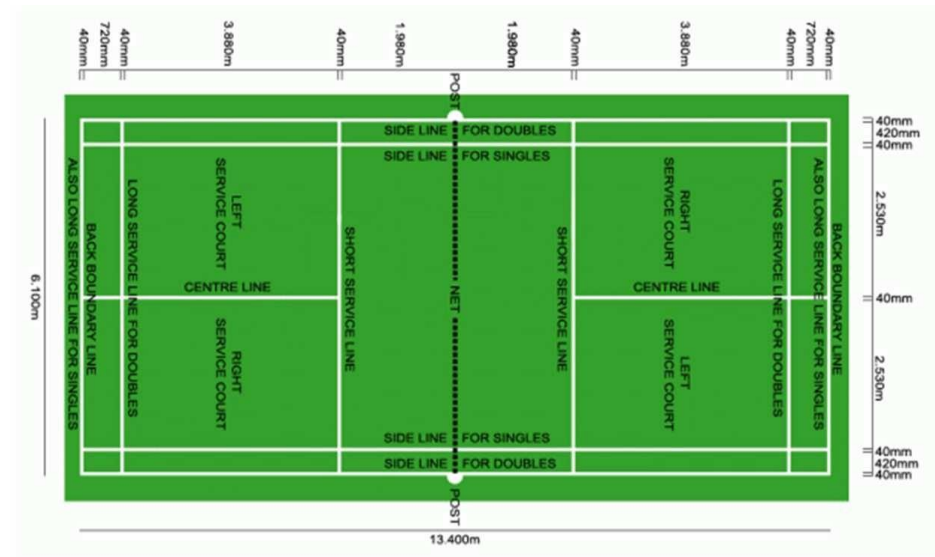 40mm
720mm
40mm
3.880m
40mm
1.980m
1.980m
40mm
3.880m
40mm
720mm
40mm
POST
SIDE LINE FOR DOUBLES
SIDE LINE FOR SINGLES
40mm
420mm
40mm
2.530m
40mm
2.530m
40mm
420mm
40mm
6.100m
ALSO LONG SERVICE LINE FOR SINGLES
BACK BOUNDARY LINE
LONG SERVICE LINE FOR DOUBLES
LEFT
SERVICE COURT
CENTRE LINE
RIGHT
SERVICE COURT
SHORT SERVICE LINE
NET
SHORT SERVICE LINE
RIGHT
SERVICE COURT
CENTRE LINE
LEFT
SERVICE COURT
LONG SERVICE LINE FOR DOUBLES
BACK BOUNDARY LINE
ALSO LONG SERVICE LINE FOR SINGLES
SIDE LINE FOR SINGLES
SIDE LINE FOR DOUBLES
POST
13.400m